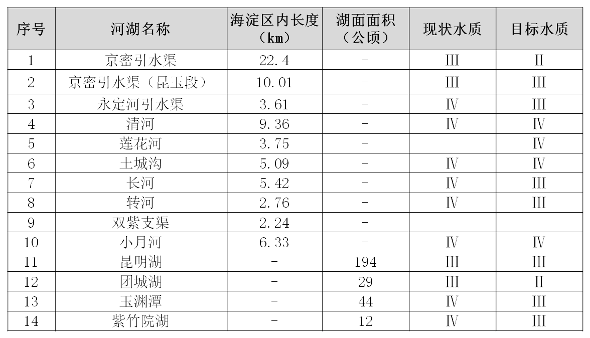 序号 河湖名称 海淀区内长度（km） 湖面面积（公顷） 现状水质 目标水质
1 京密引水渠 22.4 - Ⅲ Ⅱ
2 京密引水渠（昆玉段） 10.01 Ⅲ Ⅲ
3 永定河引水渠 3.61 - Ⅳ Ⅲ
4 清河 9.36 - Ⅳ Ⅳ
5 莲花河 3.75 - Ⅳ
6 土城沟 5.09 - Ⅳ Ⅳ
7 长河 5.42 - Ⅳ Ⅲ
8 转河 2.76 - Ⅳ Ⅲ
9 双紫支渠 2.24 -
10 小月河 6.33 - Ⅳ Ⅳ
11 昆明湖 - 194 Ⅲ Ⅲ
12 团城湖 - 29 Ⅲ Ⅱ
13 玉渊潭 - 44 Ⅳ Ⅲ
14 紫竹院湖 - 12 Ⅳ Ⅲ